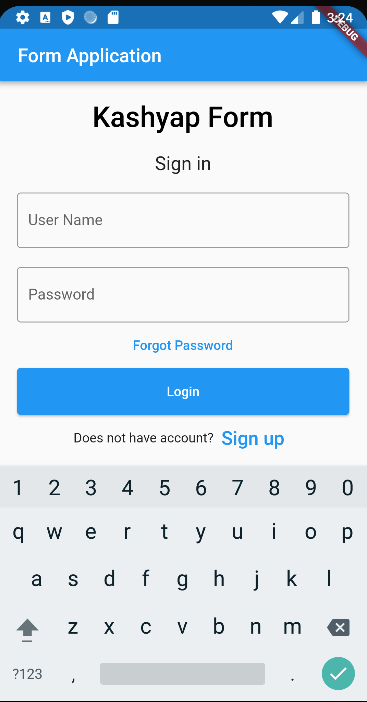 3:24
DEBUG
Form Application
Kashyap Form
Sign in
User Name
Password
Forgot Password
Login
Does not have account? Sign up
1 2 3 4 5 6 7 8 9 0
q w e r t y u i o p
a s d f g h j k l
z x c v b n m
?123 , .